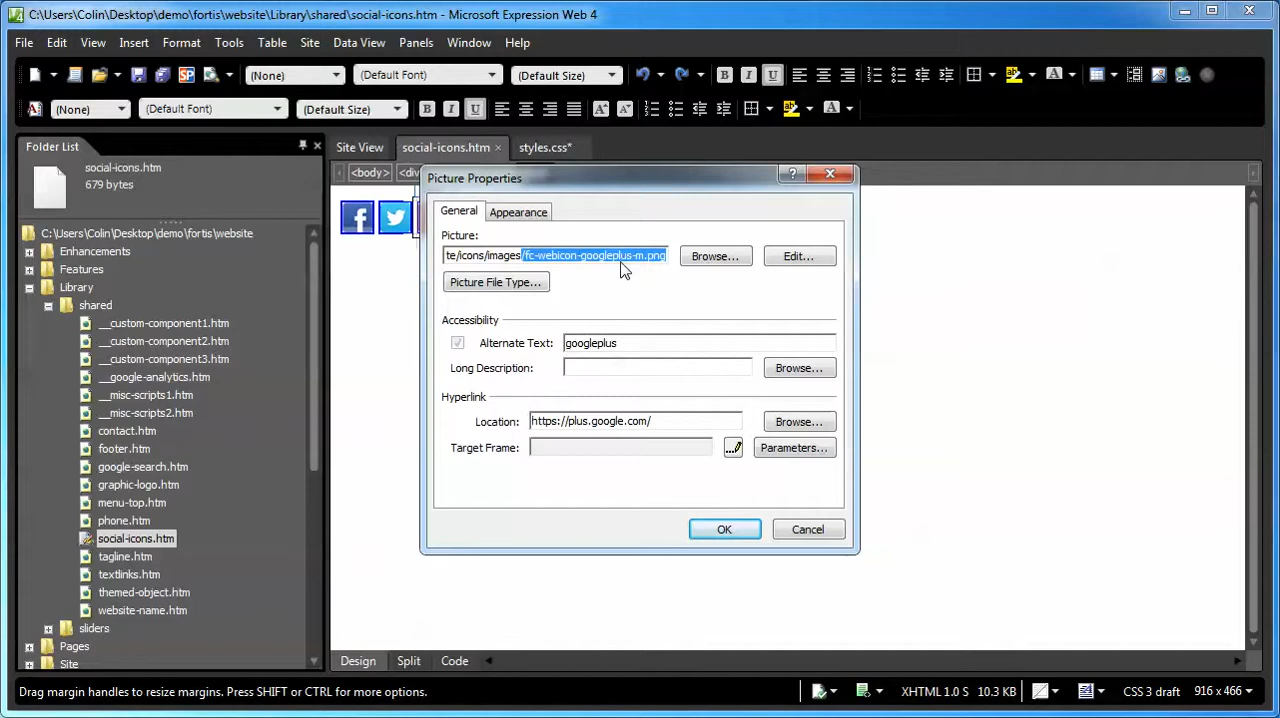 C:\Users\Colin\Desktop\demo\fortis\website\Library\shared\social-icons.htm - Microsoft Expression Web 4
File Edit View Insert Format Tools Table Site Data View Panels Window Help
(None) (Default Font) (Default Size)
(None) (Default Font) (Default Size)
Folder List
social-icons.htm
679 bytes
C:\Users\Colin\Desktop\demo\fortis\website
Enhancements
Features
Library
shared
__custom-component1.htm
__custom-component2.htm
__custom-component3.htm
__google-analytics.htm
__misc-scripts1.htm
__misc-scripts2.htm
contact.htm
footer.htm
google-search.htm
graphic-logo.htm
menu-top.htm
phone.htm
social-icons.htm
tagline.htm
textlinks.htm
themed-object.htm
website-name.htm
sliders
Pages
Site
Site View social-icons.htm styles.css*
<body>
Picture Properties
General Appearance
Picture:
te/icons/images/fc-webicon-googleplus-m.png Browse... Edit...
Picture File Type...
Accessibility
Alternate Text: googleplus
Long Description: Browse...
Hyperlink
Location: https://plus.google.com/ Browse...
Target Frame: Parameters...
OK Cancel
Design Split Code
Drag margin handles to resize margins. Press SHIFT or CTRL for more options. XHTML 1.0 S 10.3 KB CSS 3 draft 916 x 466